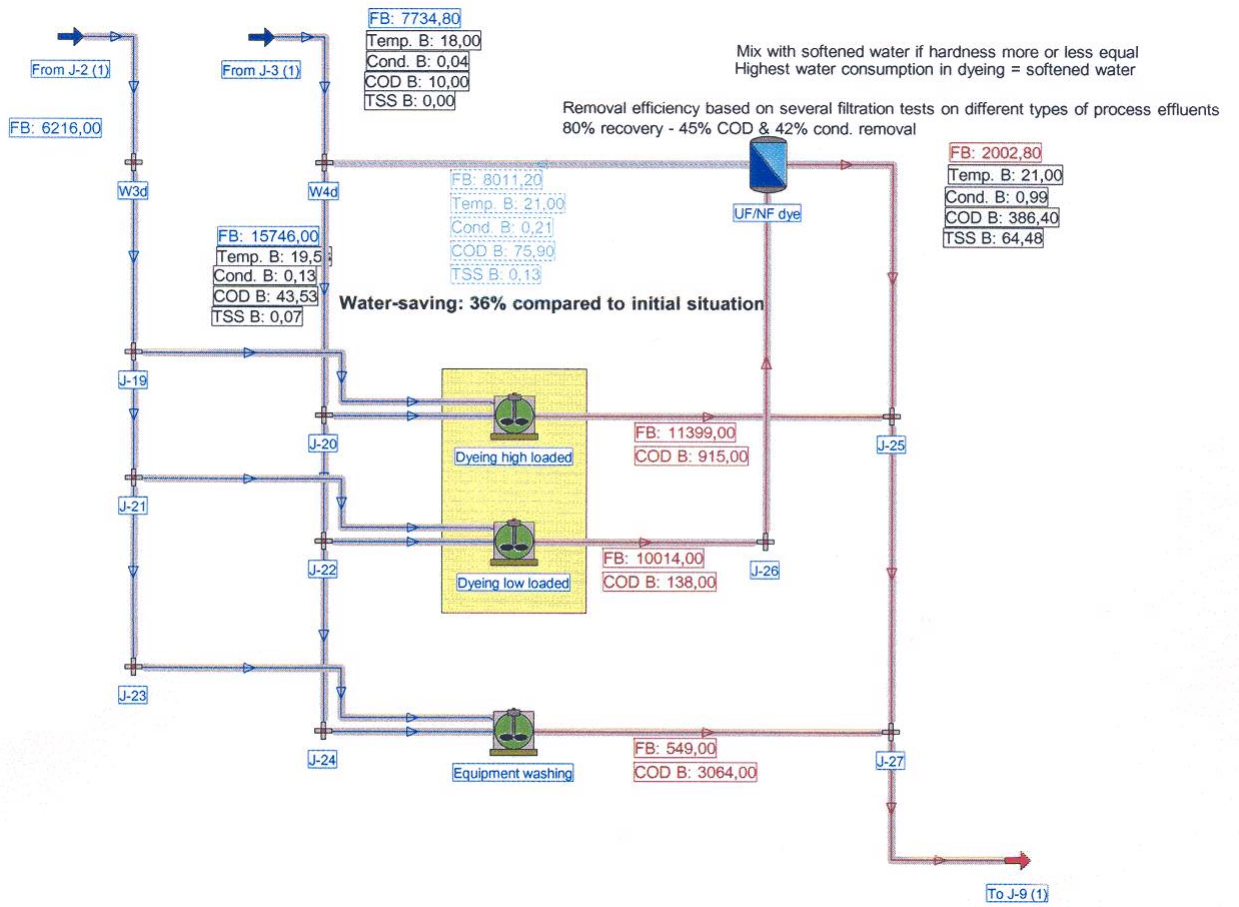 FB: 7734,80
Temp. B: 18,00
Cond. B: 0,04
COD B: 10,00
TSS B: 0,00
From J-2 (1)
From J-3 (1)
Mix with softened water if hardness more or less equal
Highest water consumption in dyeing = softened water
Removal efficiency based on several filtration tests on different types of process effluents
80% recovery - 45% COD & 42% cond. removal
FB: 6216,00
W3d
W4d
FB: 8011,20
Temp. B: 21,00
Cond. B: 0,21
COD B: 75,90
TSS B: 0,13
UF/NF dye
FB: 2002,80
Temp. B: 21,00
Cond. B: 0,99
COD B: 386,40
TSS B: 64,48
FB: 15746,00
Temp. B: 19,5
Cond. B: 0,13
COD B: 43,53
TSS B: 0,07
Water-saving: 36% compared to initial situation
J-19
J-20
Dyeing high loaded
FB: 11399,00
COD B: 915,00
J-25
J-21
J-22
Dyeing low loaded
FB: 10014,00
COD B: 138,00
J-26
J-23
J-24
Equipment washing
FB: 549,00
COD B: 3064,00
J-27
To J-9 (1)